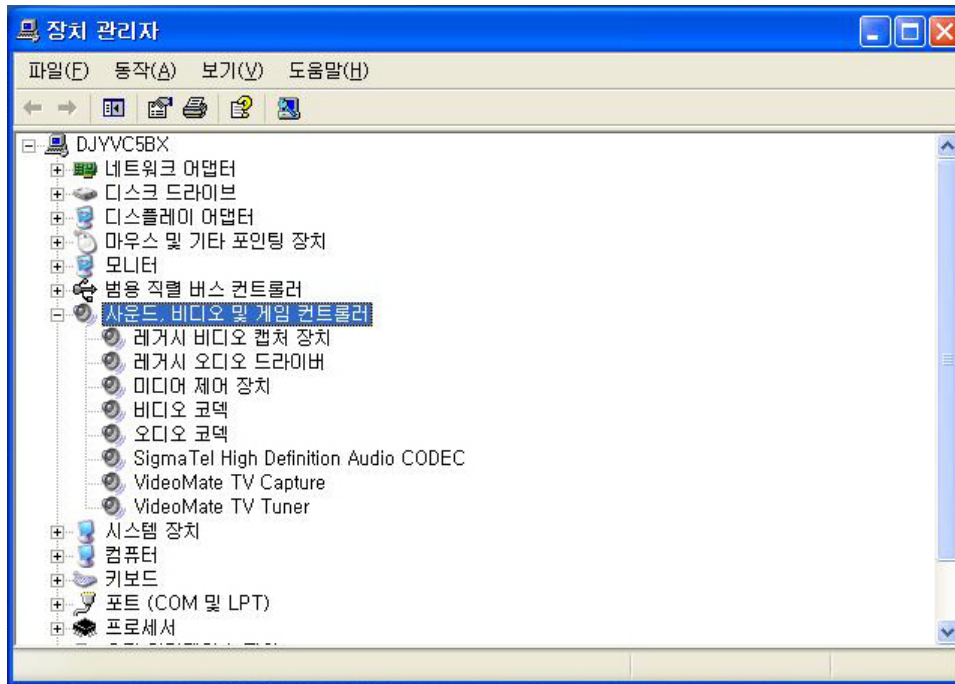 장치 관리자
파일(F) 동작(A) 보기(V) 도움말(H)
DJYVC5BX
네트워크 어댑터
디스크 드라이브
디스플레이 어댑터
마우스 및 기타 포인팅 장치
모니터
범용 직렬 버스 컨트롤러
사운드, 비디오 및 게임 컨트롤러
레거시 비디오 캡처 장치
레거시 오디오 드라이버
미디어 제어 장치
비디오 코덱
오디오 코덱
SigmaTel High Definition Audio CODEC
VideoMate TV Capture
VideoMate TV Tuner
시스템 장치
컴퓨터
키보드
포트 (COM 및 LPT)
프로세서